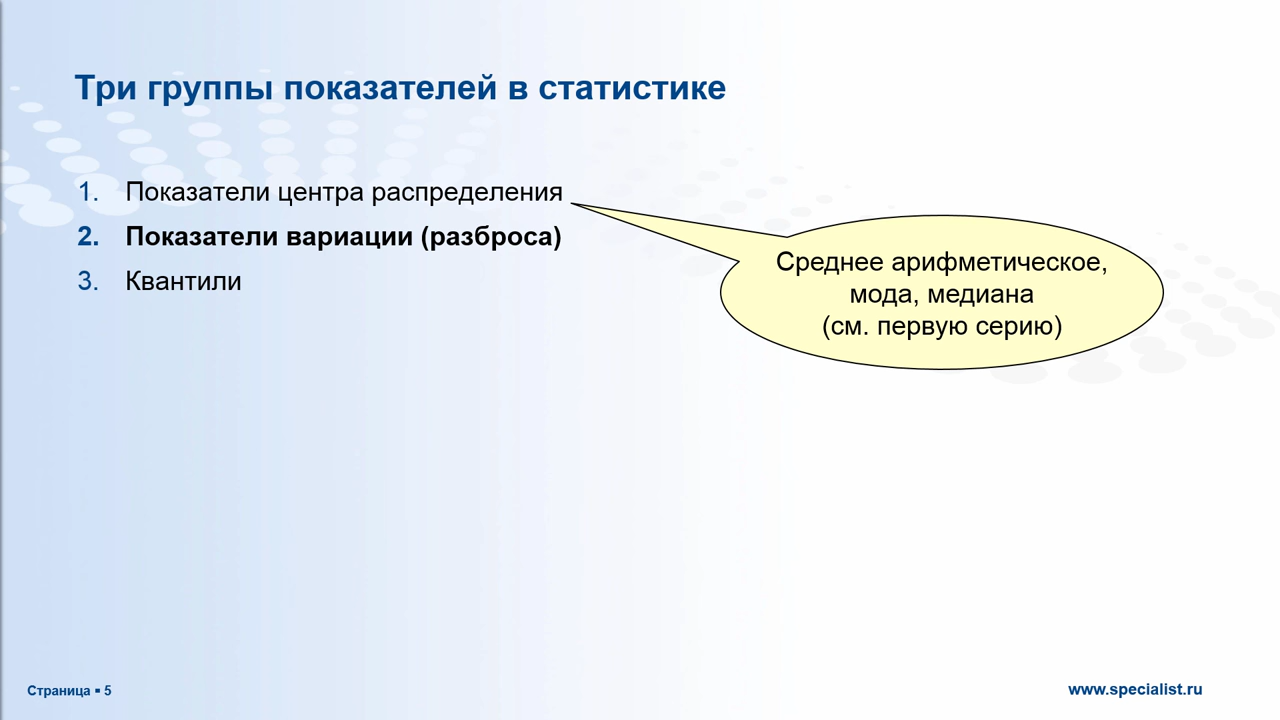 Три группы показателей в статистике
1. Показатели центра распределения
2. Показатели вариации (разброса)
3. Квантили
Среднее арифметическое,
мода, медиана
(см. первую серию)
Страница ▪ 5
www.specialist.ru